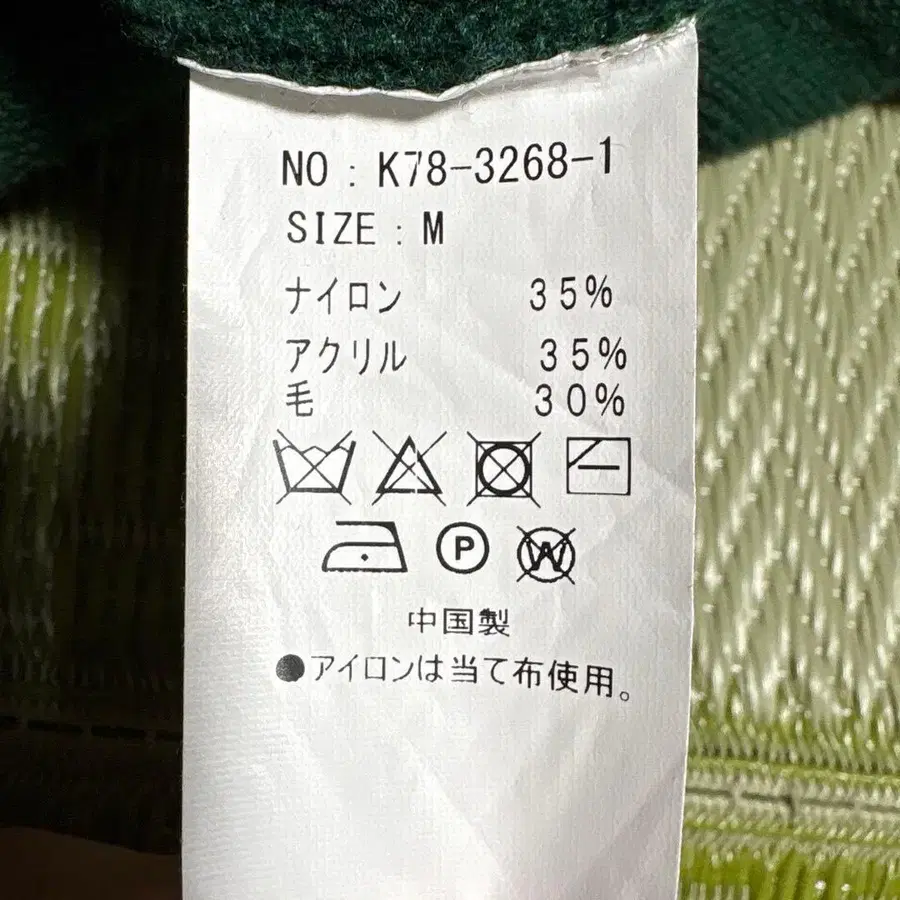 NO : K78-3268-1
SIZE : M
ナイロン 35%
アクリル 35%
毛 30%
P W
中国製
●アイロンは当て布使用。